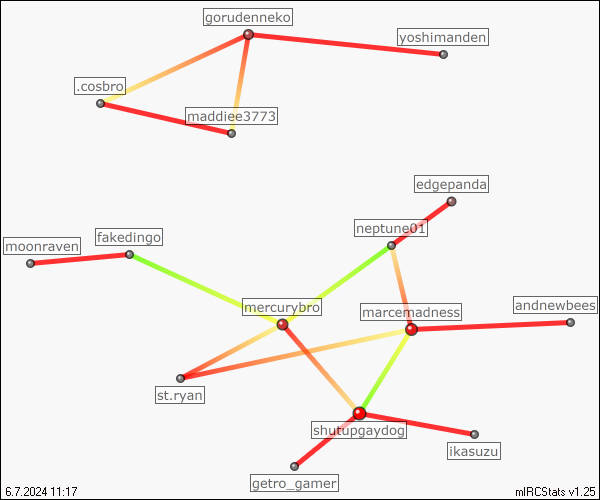 gorudenneko
yoshimanden
.cosbro
maddiee3773
edgepanda
neptune01
fakedingo
moonraven
mercurybro
marcemadness
andnewbees
st.ryan
shutupgaydog
ikasuzu
getro_gamer
6.7.2024 11:17
mIRCStats v1.25